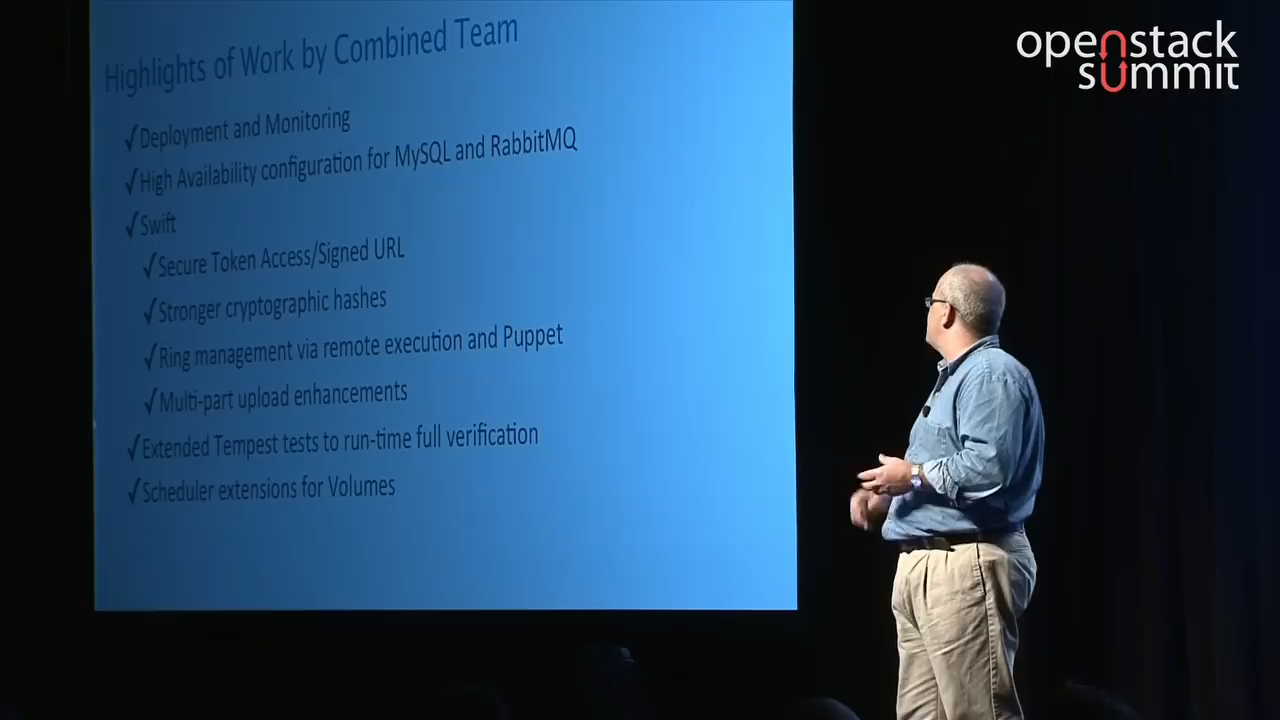 openstack
summit
Highlights of Work by Combined Team
✓Deployment and Monitoring
✓High Availability configuration for MySQL and RabbitMQ
✓Swift
✓Secure Token Access/Signed URL
✓Stronger cryptographic hashes
✓Ring management via remote execution and Puppet
✓Multi-part upload enhancements
✓Extended Tempest tests to run-time full verification
✓Scheduler extensions for Volumes